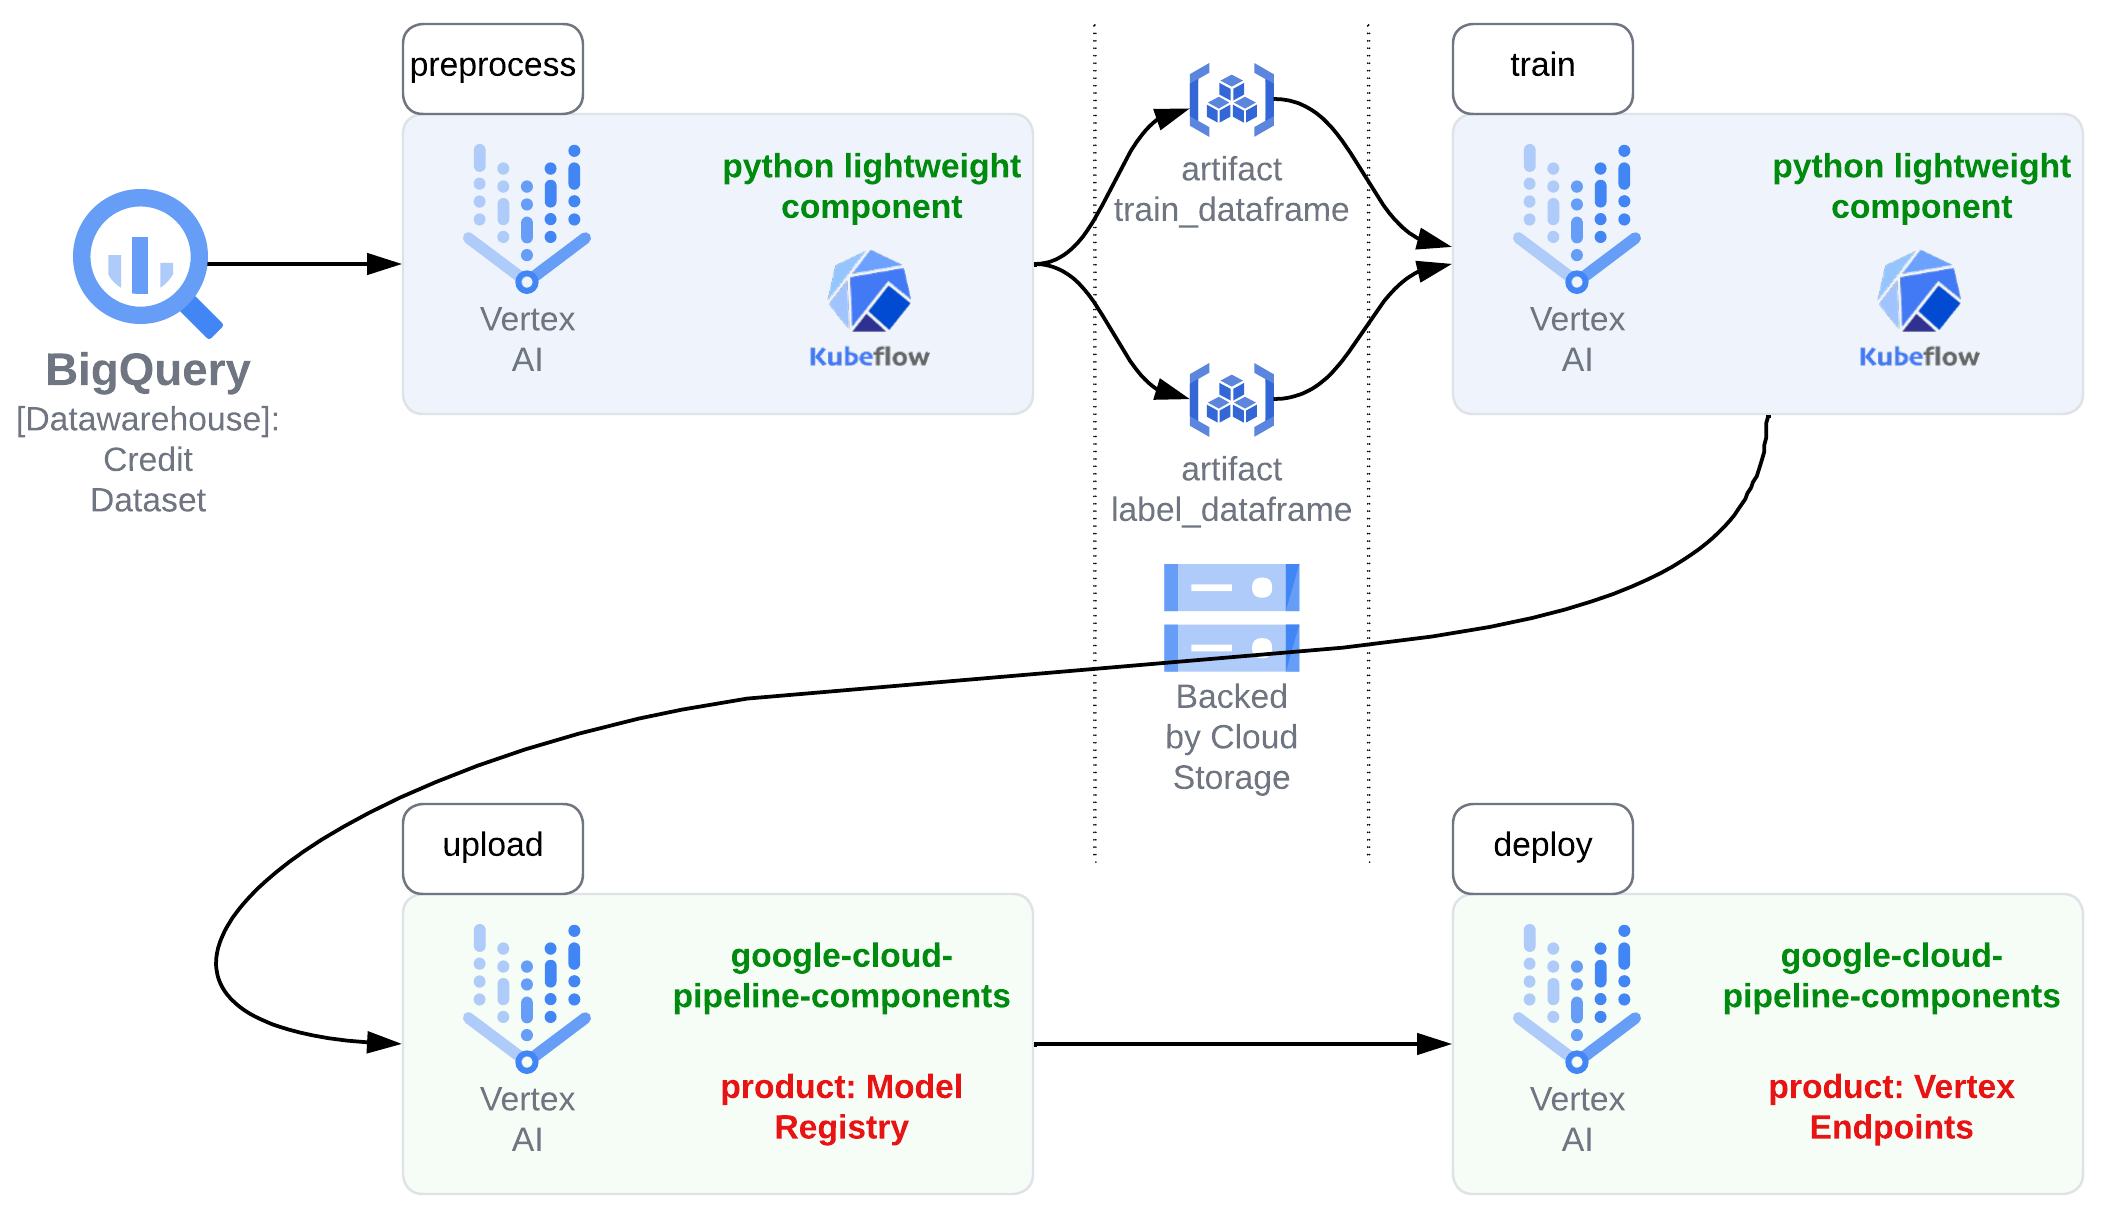 preprocess
python lightweight
component
Vertex
AI
Kubeflow
BigQuery
[Datawarehouse]:
Credit
Dataset
artifact
train_dataframe
artifact
label_dataframe
Backed
by Cloud
Storage
train
python lightweight
component
Vertex
AI
Kubeflow
upload
google-cloud-
pipeline-components
Vertex
AI
product: Model
Registry
deploy
google-cloud-
pipeline-components
Vertex
AI
product: Vertex
Endpoints